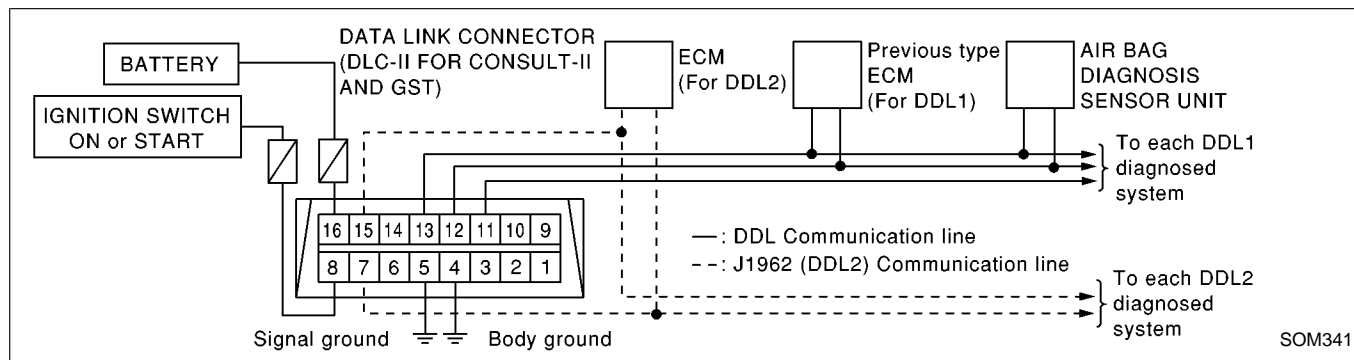 DATA LINK CONNECTOR
(DLC-II FOR CONSULT-II
AND GST)
BATTERY
IGNITION SWITCH
ON or START
ECM
(For DDL2)
Previous type
ECM
(For DDL1)
AIR BAG
DIAGNOSIS
SENSOR UNIT
To each DDL1
diagnosed
system
16 15 14 13 12 11 10 9
8 7 6 5 4 3 2 1
— : DDL Communication line
– – : J1962 (DDL2) Communication line
To each DDL2
diagnosed
system
Signal ground
Body ground
SOM341